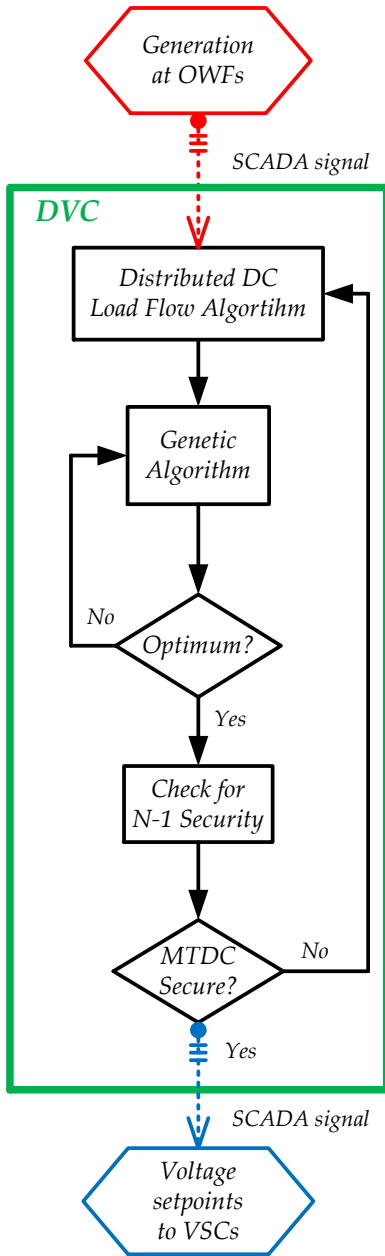 Generation
at OWFs
SCADA signal
DVC
Distributed DC
Load Flow Algortihm
Genetic
Algorithm
No
Optimum?
Yes
Check for
N-1 Security
MTDC
Secure?
No
Yes
SCADA signal
Voltage
setpoints
to VSCs